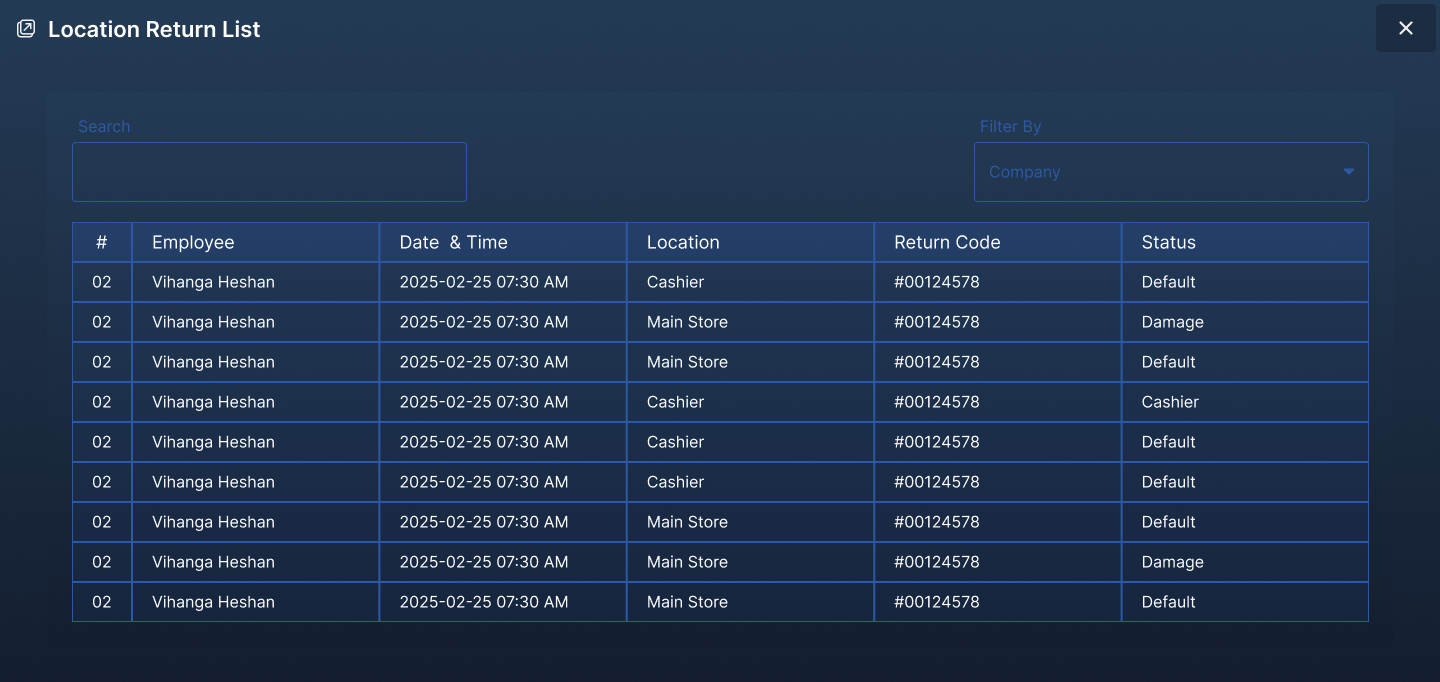 Location Return List
Search
Filter By
Company
# Employee Date & Time Location Return Code Status
02 Vihanga Heshan 2025-02-25 07:30 AM Cashier #00124578 Default
02 Vihanga Heshan 2025-02-25 07:30 AM Main Store #00124578 Damage
02 Vihanga Heshan 2025-02-25 07:30 AM Main Store #00124578 Default
02 Vihanga Heshan 2025-02-25 07:30 AM Cashier #00124578 Cashier
02 Vihanga Heshan 2025-02-25 07:30 AM Cashier #00124578 Default
02 Vihanga Heshan 2025-02-25 07:30 AM Cashier #00124578 Default
02 Vihanga Heshan 2025-02-25 07:30 AM Main Store #00124578 Default
02 Vihanga Heshan 2025-02-25 07:30 AM Main Store #00124578 Damage
02 Vihanga Heshan 2025-02-25 07:30 AM Main Store #00124578 Default